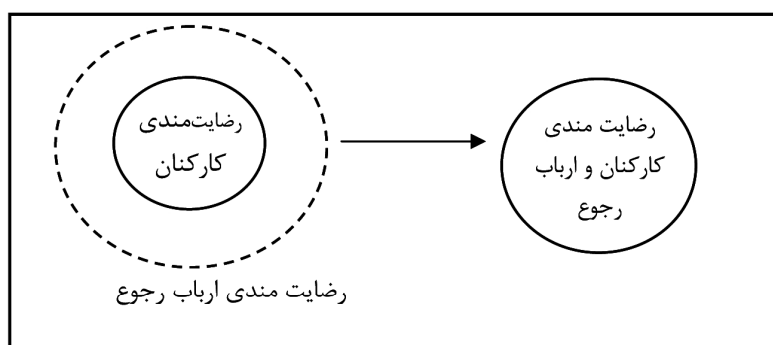 رضایت‌مندی
کارکنان
رضایت مندی ارباب رجوع
رضایت مندی
کارکنان و ارباب
رجوع